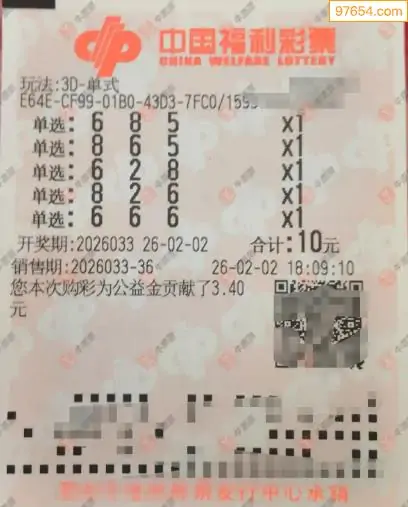 97654.com
中国福利彩票
CHINA WELFARE LOTTERY
玩法:3D-单式
E64E-CF99-01B0-43D3-7FC0/1595
单选: 6 8 5 X1
单选: 8 6 5 X1
单选: 6 2 8 X1
单选: 8 2 6 X1
单选: 6 6 6 X1
开奖期:2026033 26-02-02 合计:10元
销售期:2026033-36 26-02-02 18:09:10
您本次购彩为公益金贡献了3.40
元